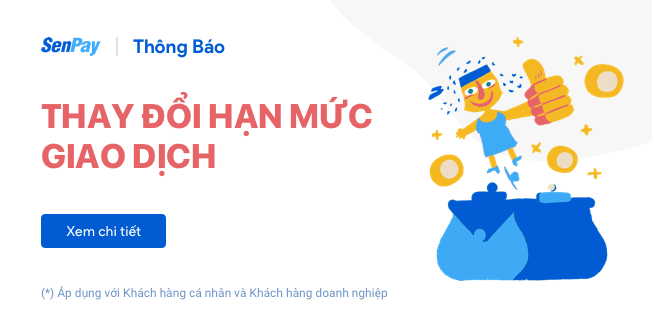 SenPay | Thông Báo
THAY ĐỔI HẠN MỨC
GIAO DỊCH
Xem chi tiết
(*) Áp dụng với Khách hàng cá nhân và Khách hàng doanh nghiệp